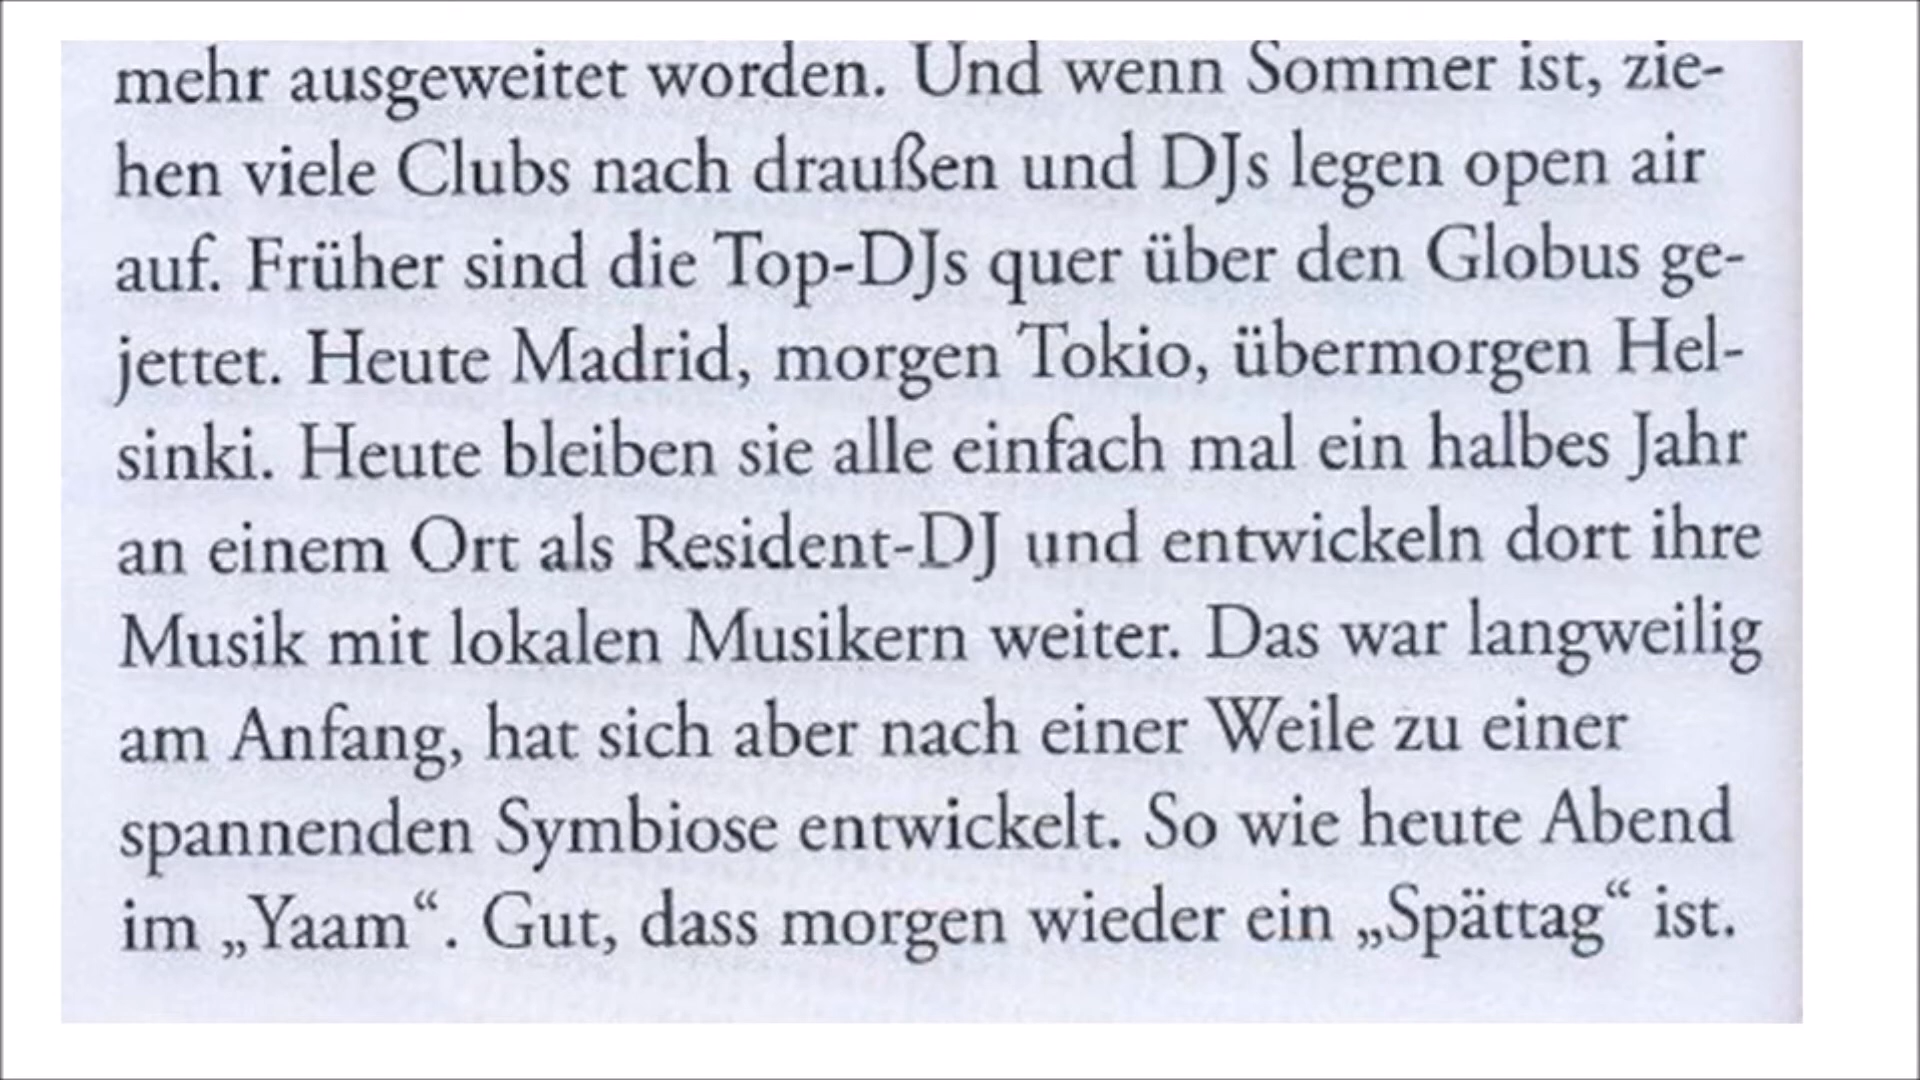 mehr ausgeweitet worden. Und wenn Sommer ist, zie-
hen viele Clubs nach draußen und DJs legen open air
auf. Früher sind die Top-DJs quer über den Globus ge-
jettet. Heute Madrid, morgen Tokio, übermorgen Hel-
sinki. Heute bleiben sie alle einfach mal ein halbes Jahr
an einem Ort als Resident-DJ und entwickeln dort ihre
Musik mit lokalen Musikern weiter. Das war langweilig
am Anfang, hat sich aber nach einer Weile zu einer
spannenden Symbiose entwickelt. So wie heute Abend
im „Yaam“. Gut, dass morgen wieder ein „Spättag“ ist.